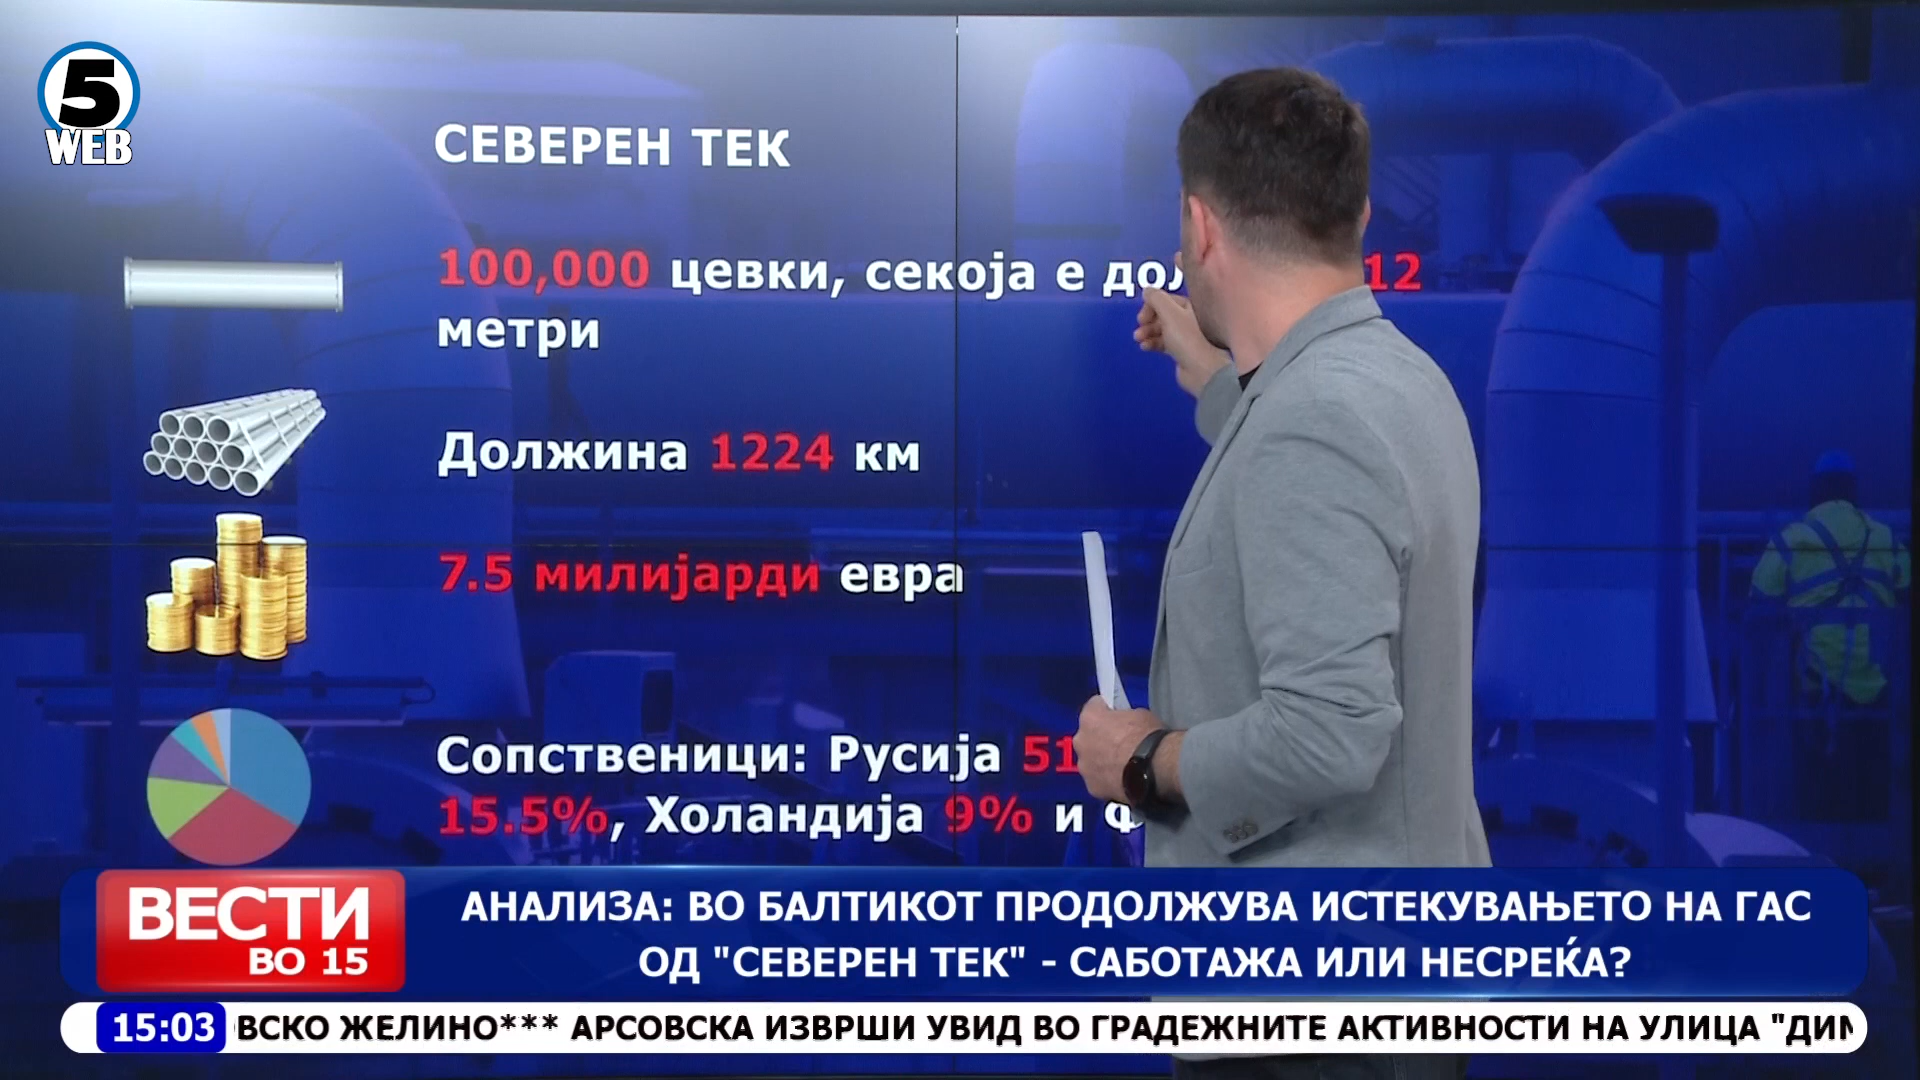 5
WEB
СЕВЕРЕН ТЕК
100,000 цевки, секоја е 12
метри
Должина 1224 км
7.5 милијарди евра
Сопственици: Русија 51
15.5%, Холандија 9% и
ВЕСТИ
ВО 15
АНАЛИЗА: ВО БАЛТИКОТ ПРОДОЛЖУВА ИСТЕКУВАЊЕТО НА ГАС
ОД "СЕВЕРЕН ТЕК" - САБОТАЖА ИЛИ НЕСРЕЌА?
15:03 ВСКО ЖЕЛИНО*** АРСОВСКА ИЗВРШИ УВИД ВО ГРАДЕЖНИТЕ АКТИВНОСТИ НА УЛИЦА "ДИМ